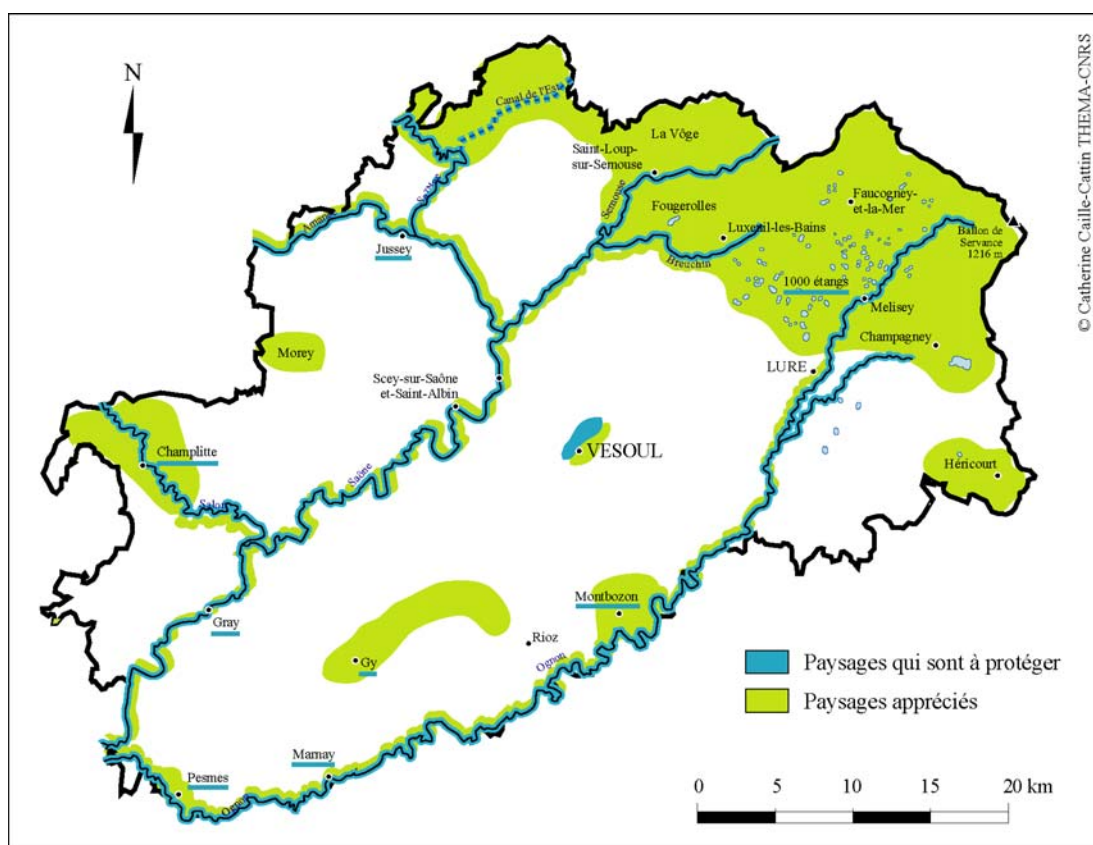 N
Canal de l'Est
La Vôge
Saint-Loup-
sur-Semouse
Semouse
Fougerolles
Faucogney-
et-la-Mer
Luxeuil-les-Bains
Breuchin
Ballon de
Servance
1216 m
Jussey
1000 étangs
Melisey
Champagney
Morey
LURE
Scey-sur-Saône
et-Saint-Albin
VESOUL
Champlitte
Saône
Héricourt
Gray
Montbozon
Rioz
Gy
Ognon
Marnay
Pesmes
Ognon
Paysages qui sont à protéger
Paysages appréciés
0 5 10 15 20 km
© Catherine Caille-Cattin THEMA-CNRS